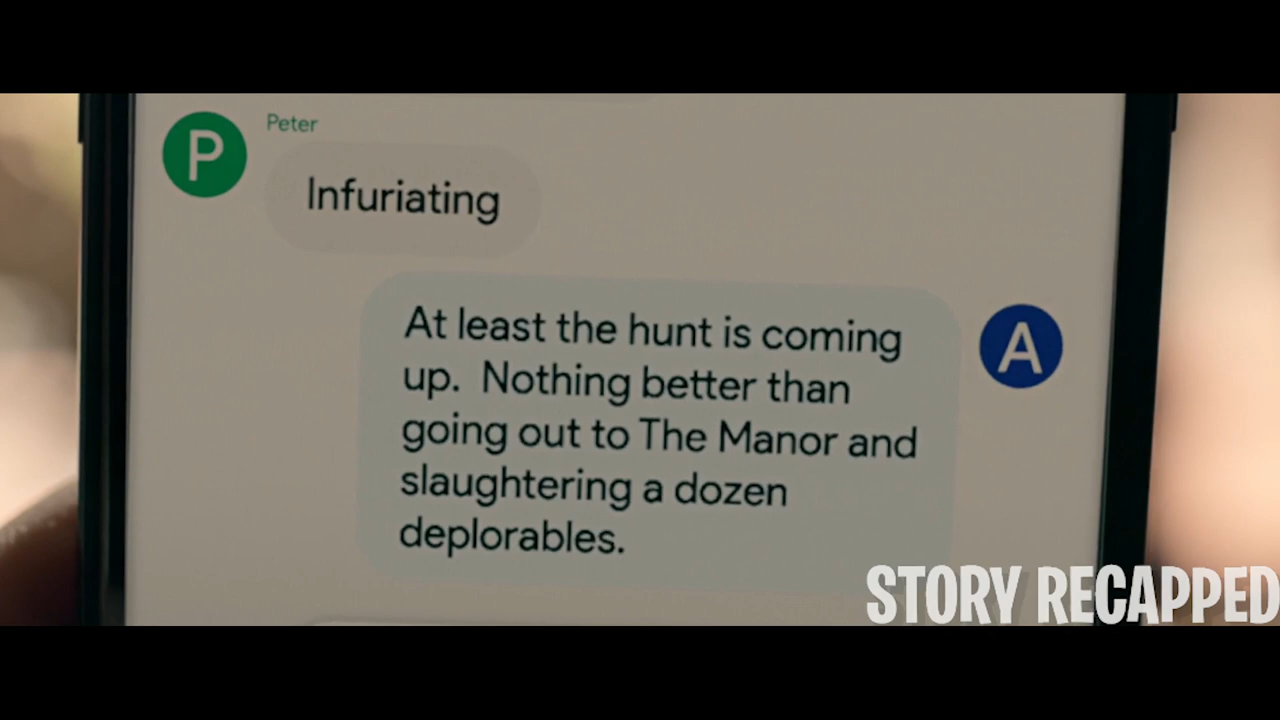 P
Peter
Infuriating
At least the hunt is coming
up.  Nothing better than
going out to The Manor and
slaughtering a dozen
deplorables.
A
STORY RECAPPED